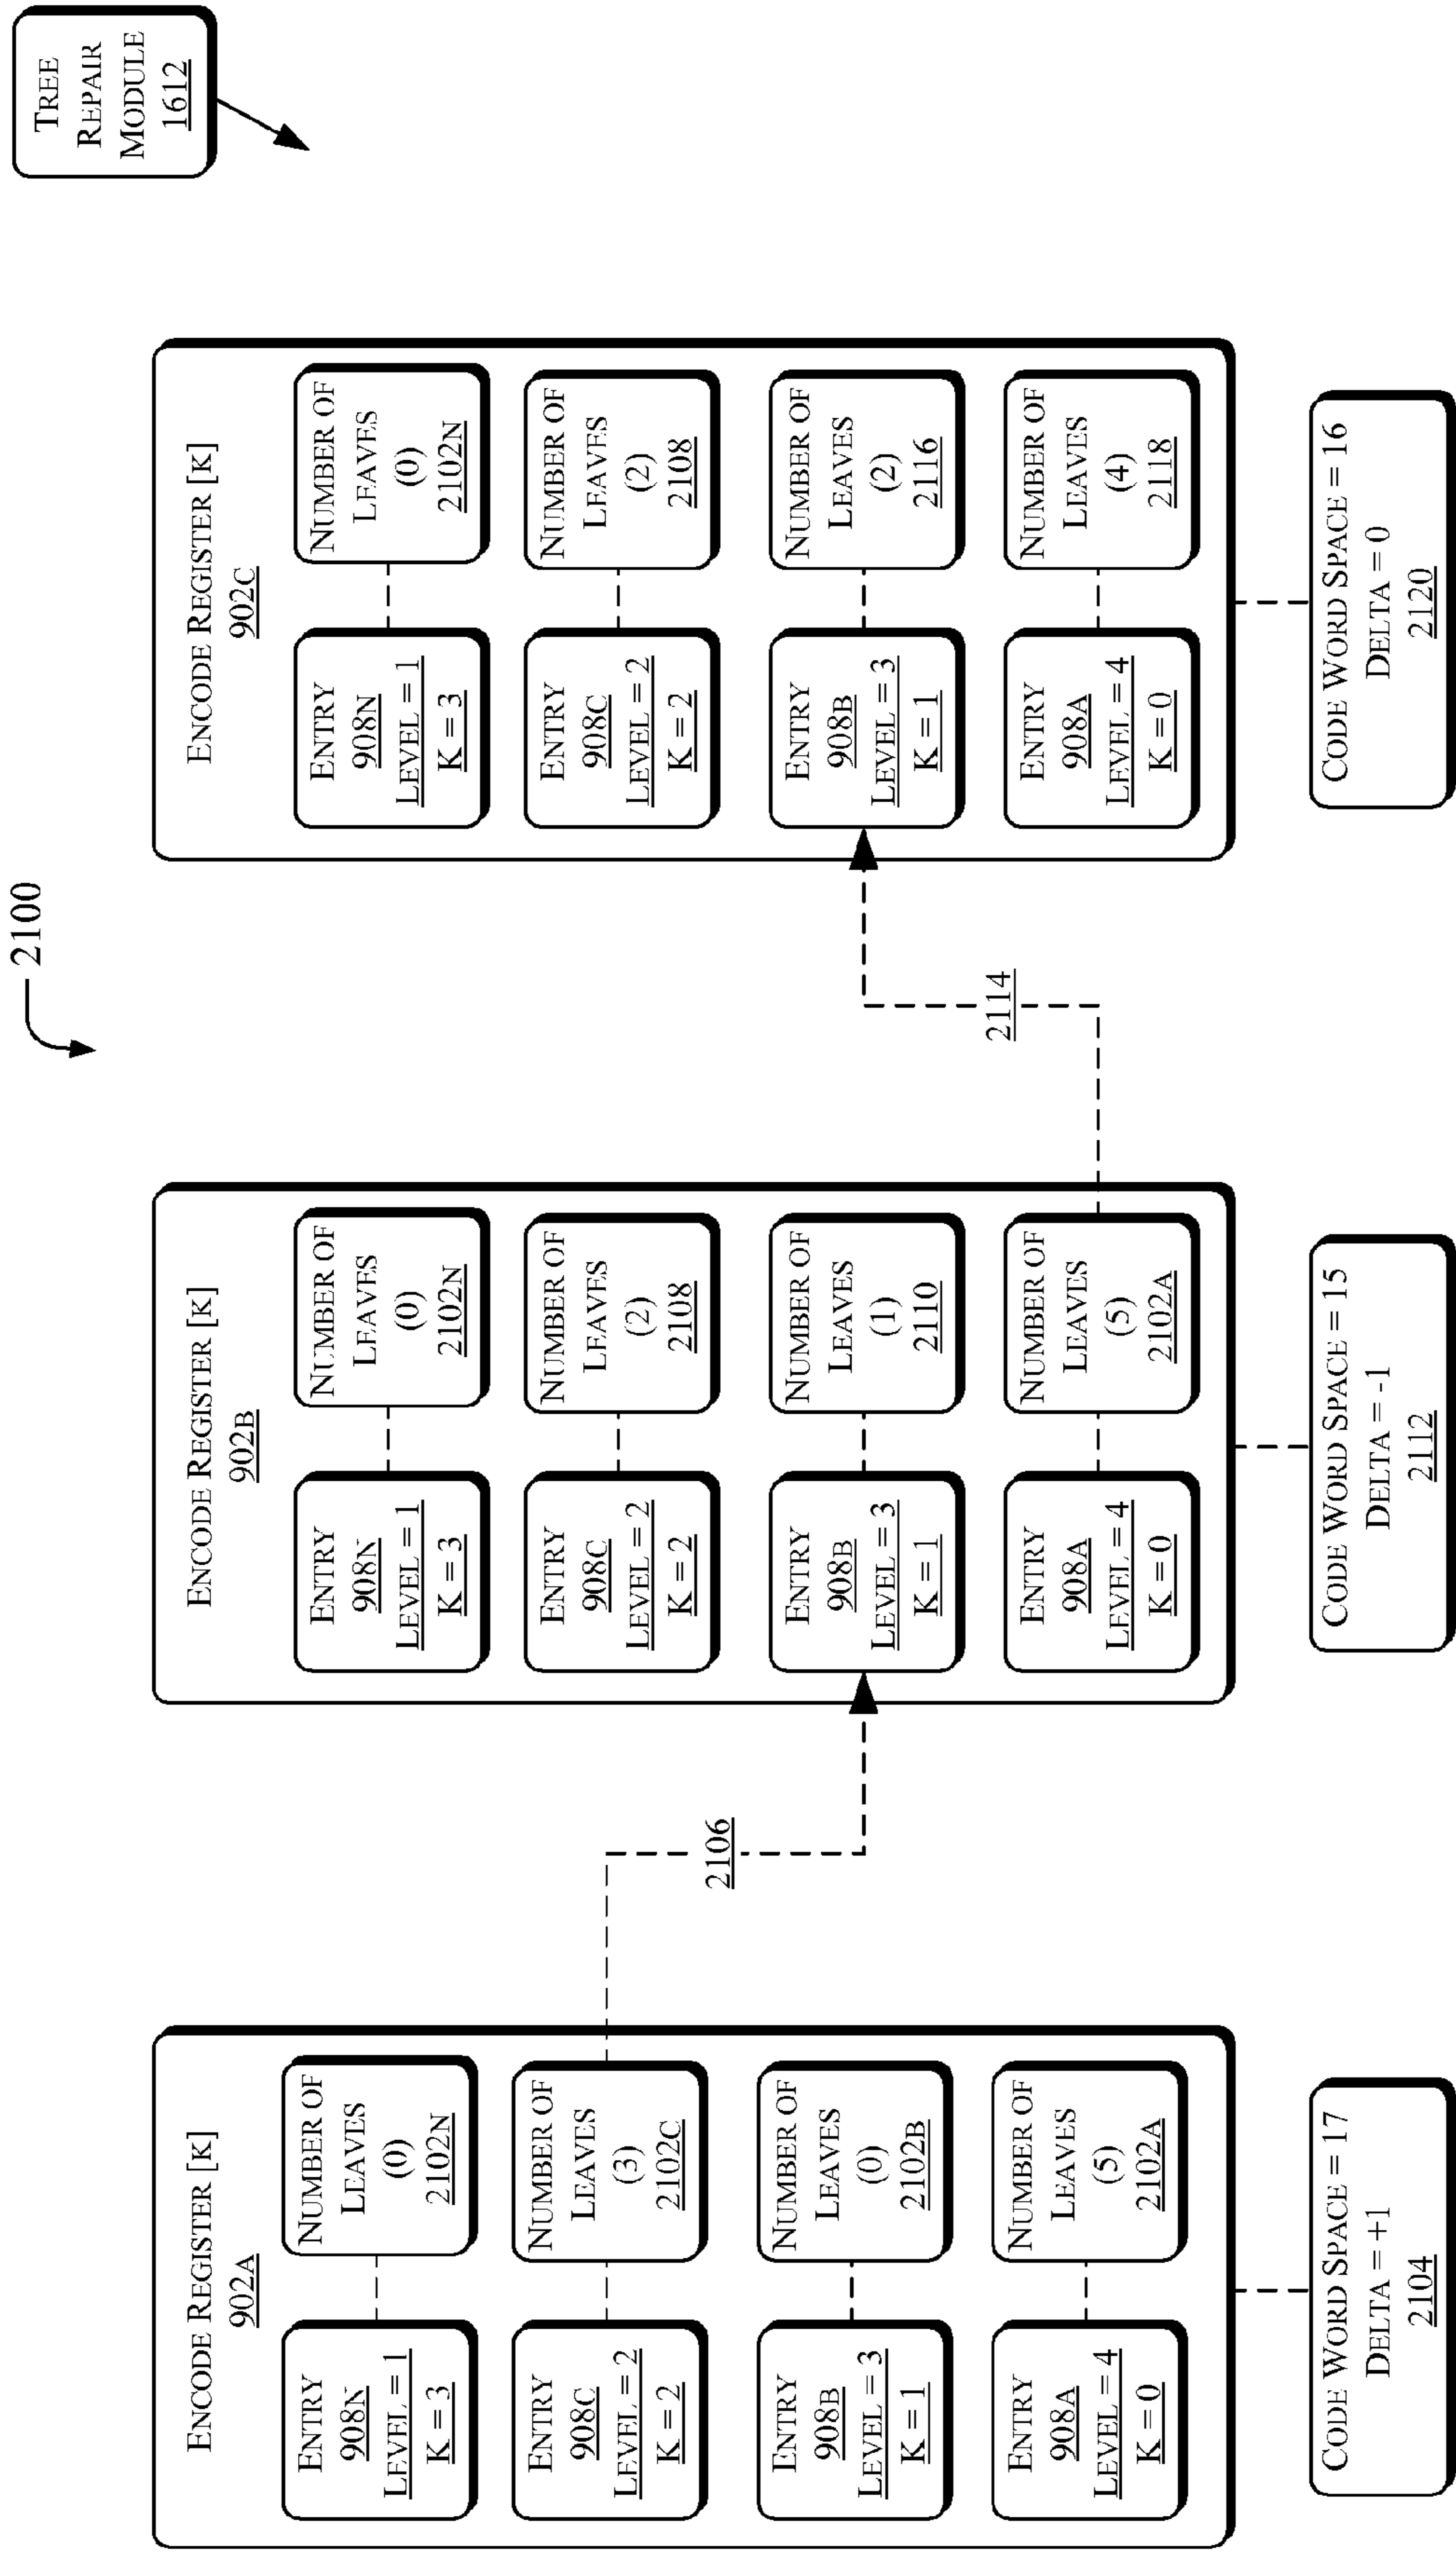 2100
TREE
REPAIR
MODULE
1612
ENCODE REGISTER [K]
902A
ENTRY
908N
LEVEL = 1
K = 3
NUMBER OF
LEAVES
(0)
2102N
ENTRY
908C
LEVEL = 2
K = 2
NUMBER OF
LEAVES
(3)
2102C
ENTRY
908B
LEVEL = 3
K = 1
NUMBER OF
LEAVES
(0)
2102B
ENTRY
908A
LEVEL = 4
K = 0
NUMBER OF
LEAVES
(5)
2102A
CODE WORD SPACE = 17
DELTA = +1
2104
2106
ENCODE REGISTER [K]
902B
ENTRY
908N
LEVEL = 1
K = 3
NUMBER OF
LEAVES
(0)
2102N
ENTRY
908C
LEVEL = 2
K = 2
NUMBER OF
LEAVES
(2)
2108
ENTRY
908B
LEVEL = 3
K = 1
NUMBER OF
LEAVES
(1)
2110
ENTRY
908A
LEVEL = 4
K = 0
NUMBER OF
LEAVES
(5)
2102A
CODE WORD SPACE = 15
DELTA = -1
2112
2114
ENCODE REGISTER [K]
902C
ENTRY
908N
LEVEL = 1
K = 3
NUMBER OF
LEAVES
(0)
2102N
ENTRY
908C
LEVEL = 2
K = 2
NUMBER OF
LEAVES
(2)
2108
ENTRY
908B
LEVEL = 3
K = 1
NUMBER OF
LEAVES
(2)
2116
ENTRY
908A
LEVEL = 4
K = 0
NUMBER OF
LEAVES
(4)
2118
CODE WORD SPACE = 16
DELTA = 0
2120